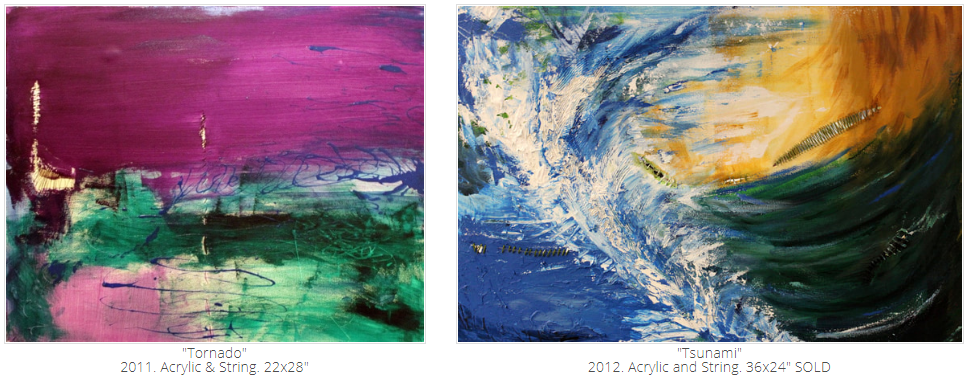 "Tornado"
2011. Acrylic & String. 22x28"
"Tsunami"
2012. Acrylic and String. 36x24" SOLD